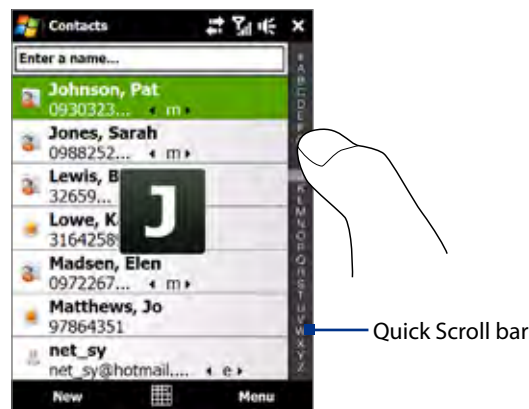 Contacts
Enter a name...
Johnson, Pat
0930323... m
Jones, Sarah
0988252... m
Lewis, B
32659...
Lowe, K
J
Madsen, Elen
0972267... m
Matthews, Jo
97864351
net_sy
net_sy@hotmail.... e
New Menu
#
A
B
C
D
E
K
L
M
N
O
P
Q
R
S
T
U
V
W
X
Y
Z
Quick Scroll bar